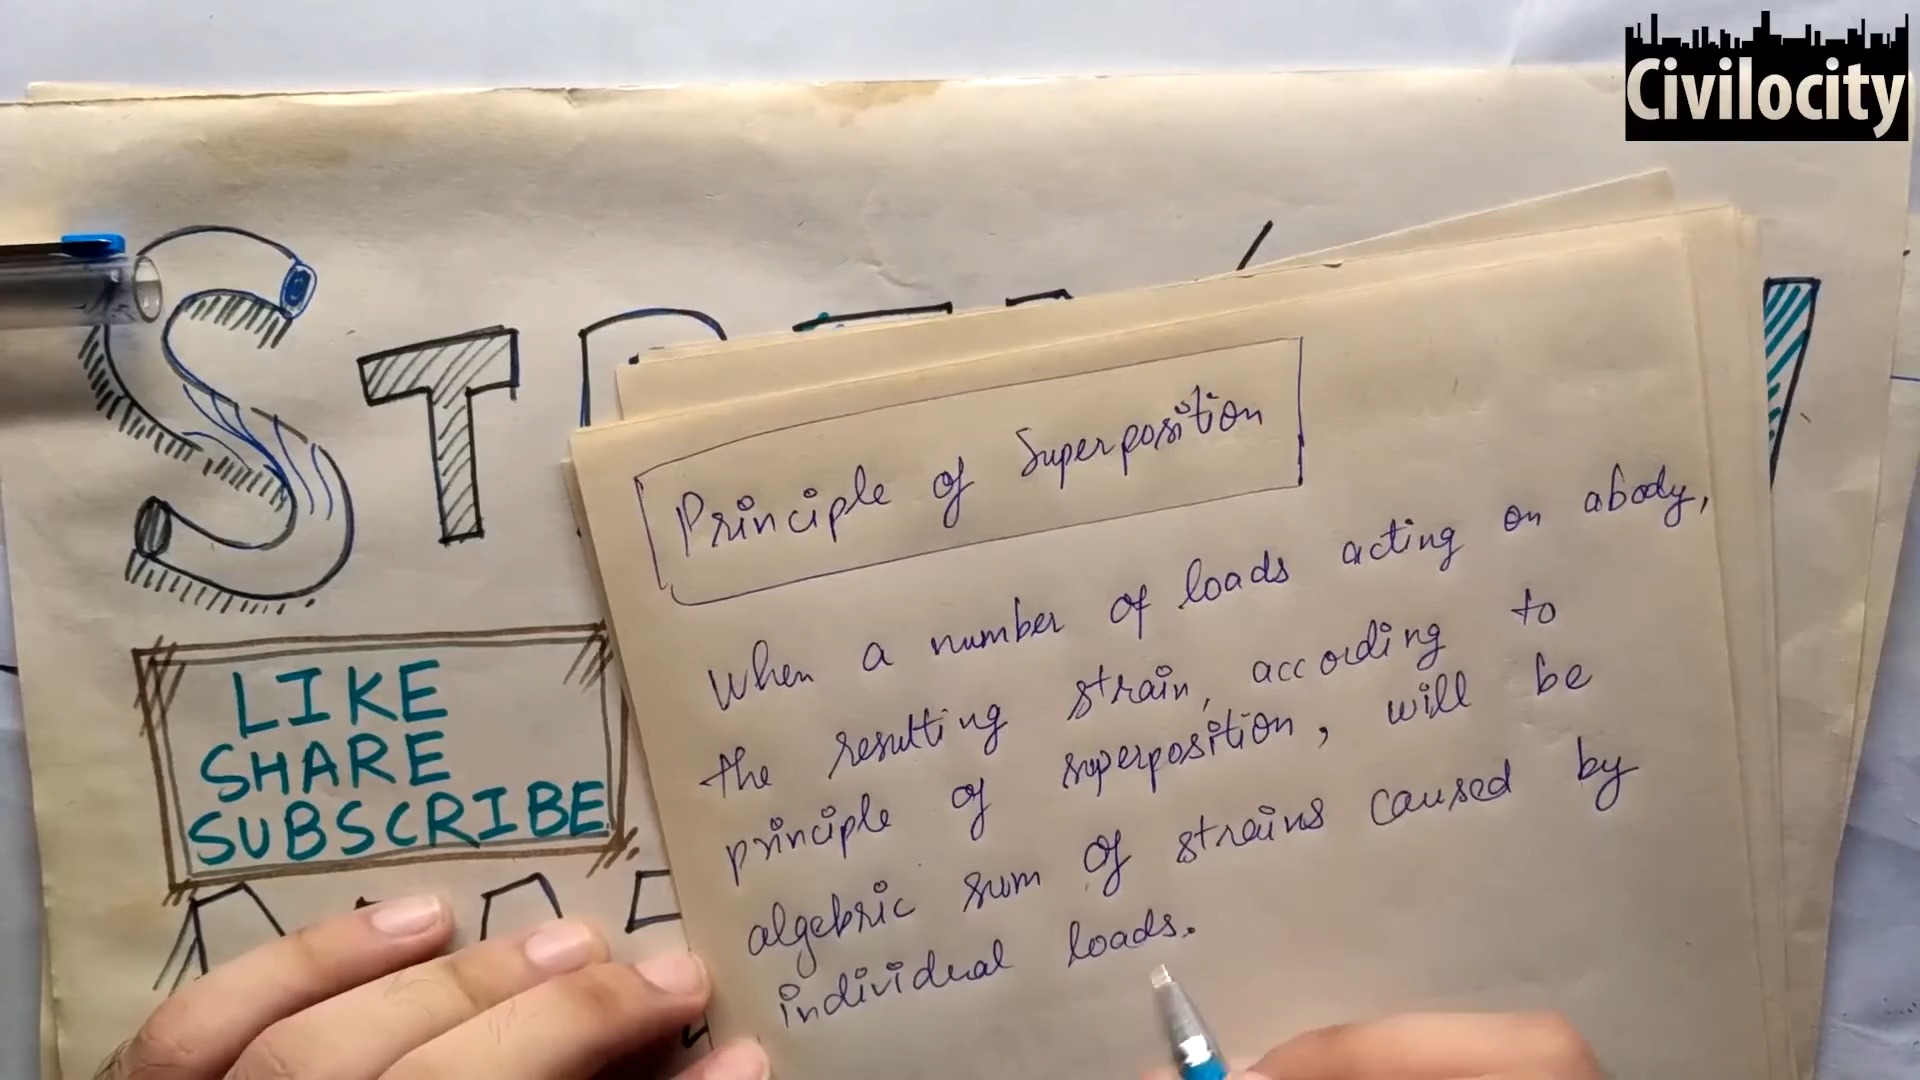 Civilocity
ST
Principle of Superposition
When a number of loads acting on abody,
the resulting strain, according to
principle of superposition, will be
algebric sum of strains caused by
individual loads.
LIKE
SHARE
SUBSCRIBE